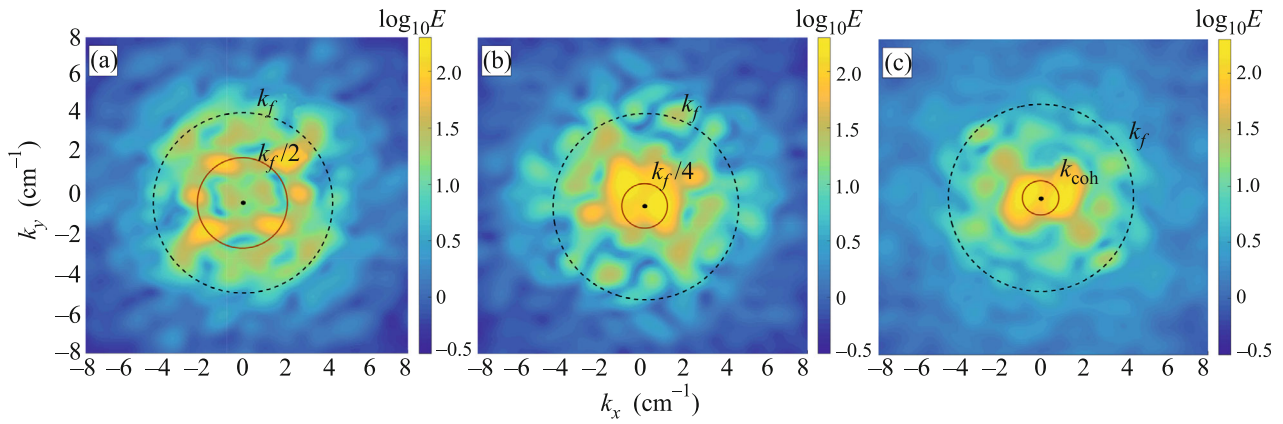 log10E log10E log10E
(a) (b) (c)
kf kf kf
kf/2 kf/4 kcoh
8
6
4
2
0
–2
–4
–6
–8
ky (cm–1)
2.0 2.0 2.0
1.5 1.5 1.5
1.0 1.0 1.0
0.5 0.5 0.5
0 0 0
–0.5 –0.5 –0.5
–8 –6 –4 –2 0 2 4 6 8 –8 –6 –4 –2 0 2 4 6 8 –8 –6 –4 –2 0 2 4 6 8
kx (cm–1)